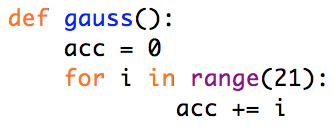 def gauss():
    acc = 0
    for i in range(21):
            acc += i